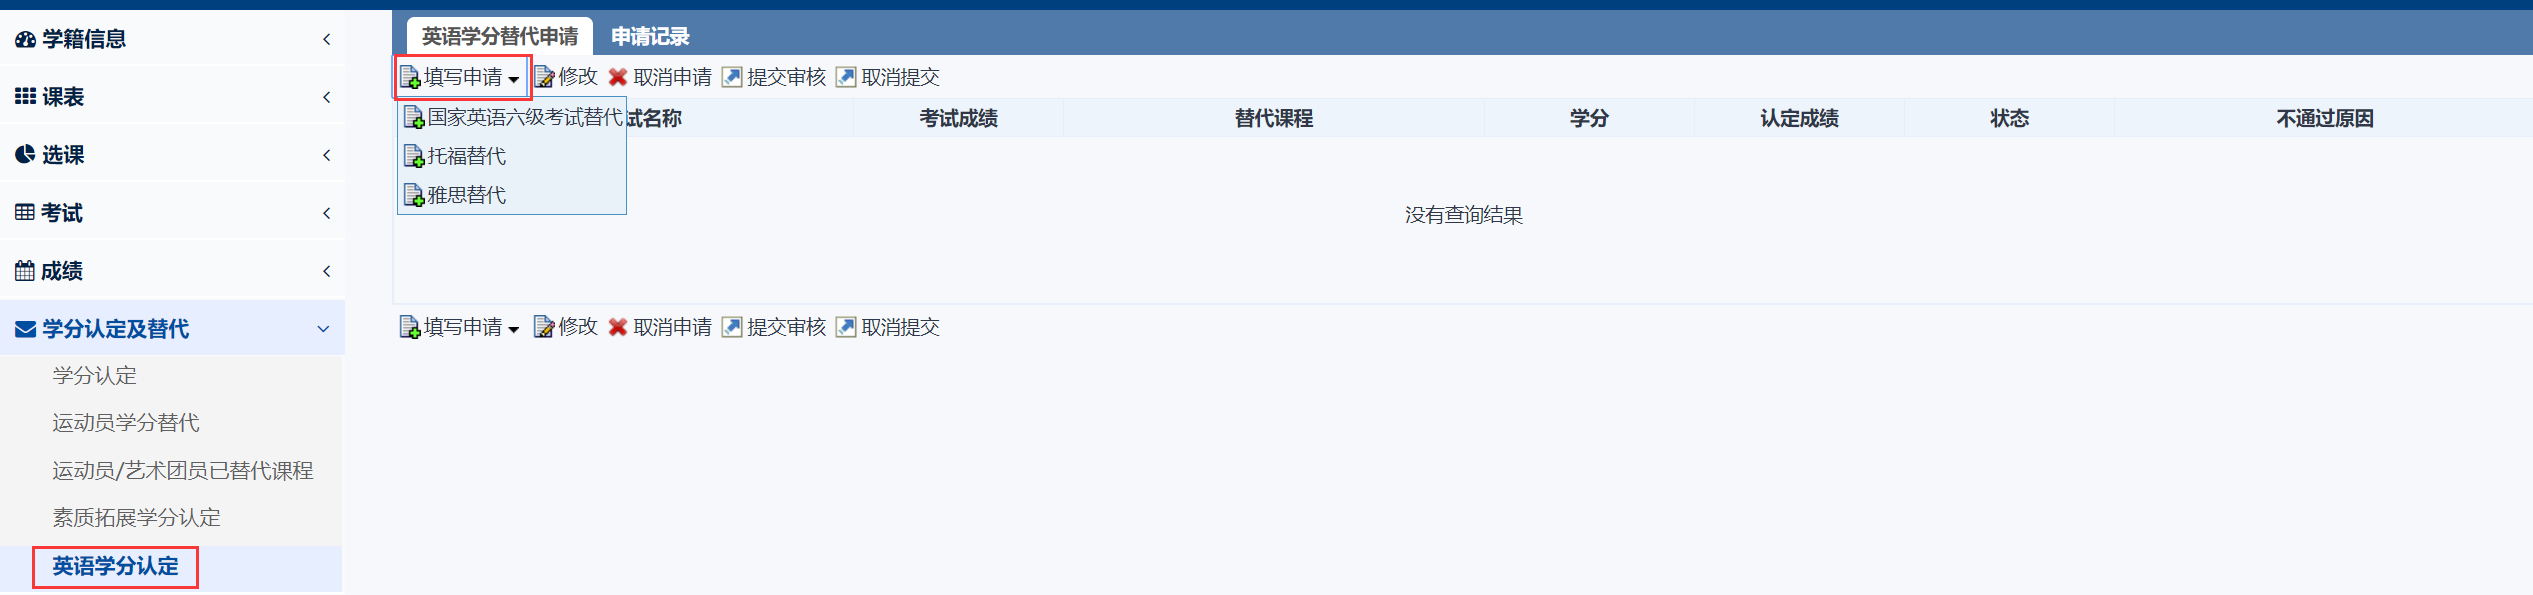 学籍信息
课表
选课
考试
成绩
学分认定及替代
学分认定
运动员学分替代
运动员/艺术团员已替代课程
素质拓展学分认定
英语学分认定
英语学分替代申请 申请记录
填写申请 修改 取消申请 提交审核 取消提交
国家英语六级考试替代
托福替代
雅思替代
试名称 考试成绩 替代课程 学分 认定成绩 状态 不通过原因
没有查询结果
填写申请 修改 取消申请 提交审核 取消提交